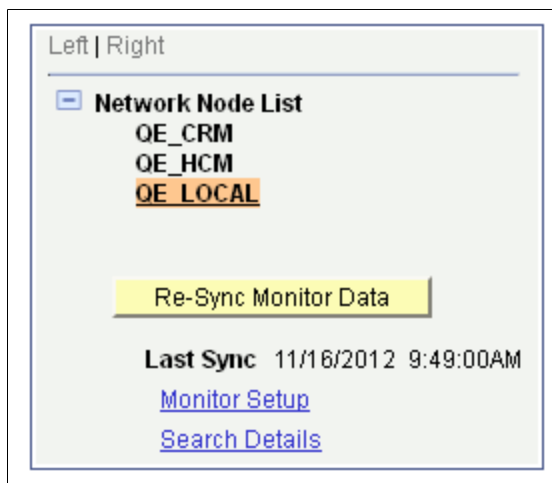 Left | Right
Network Node List
QE_CRM
QE_HCM
QE_LOCAL
Re-Sync Monitor Data
Last Sync 11/16/2012 9:49:00AM
Monitor Setup
Search Details